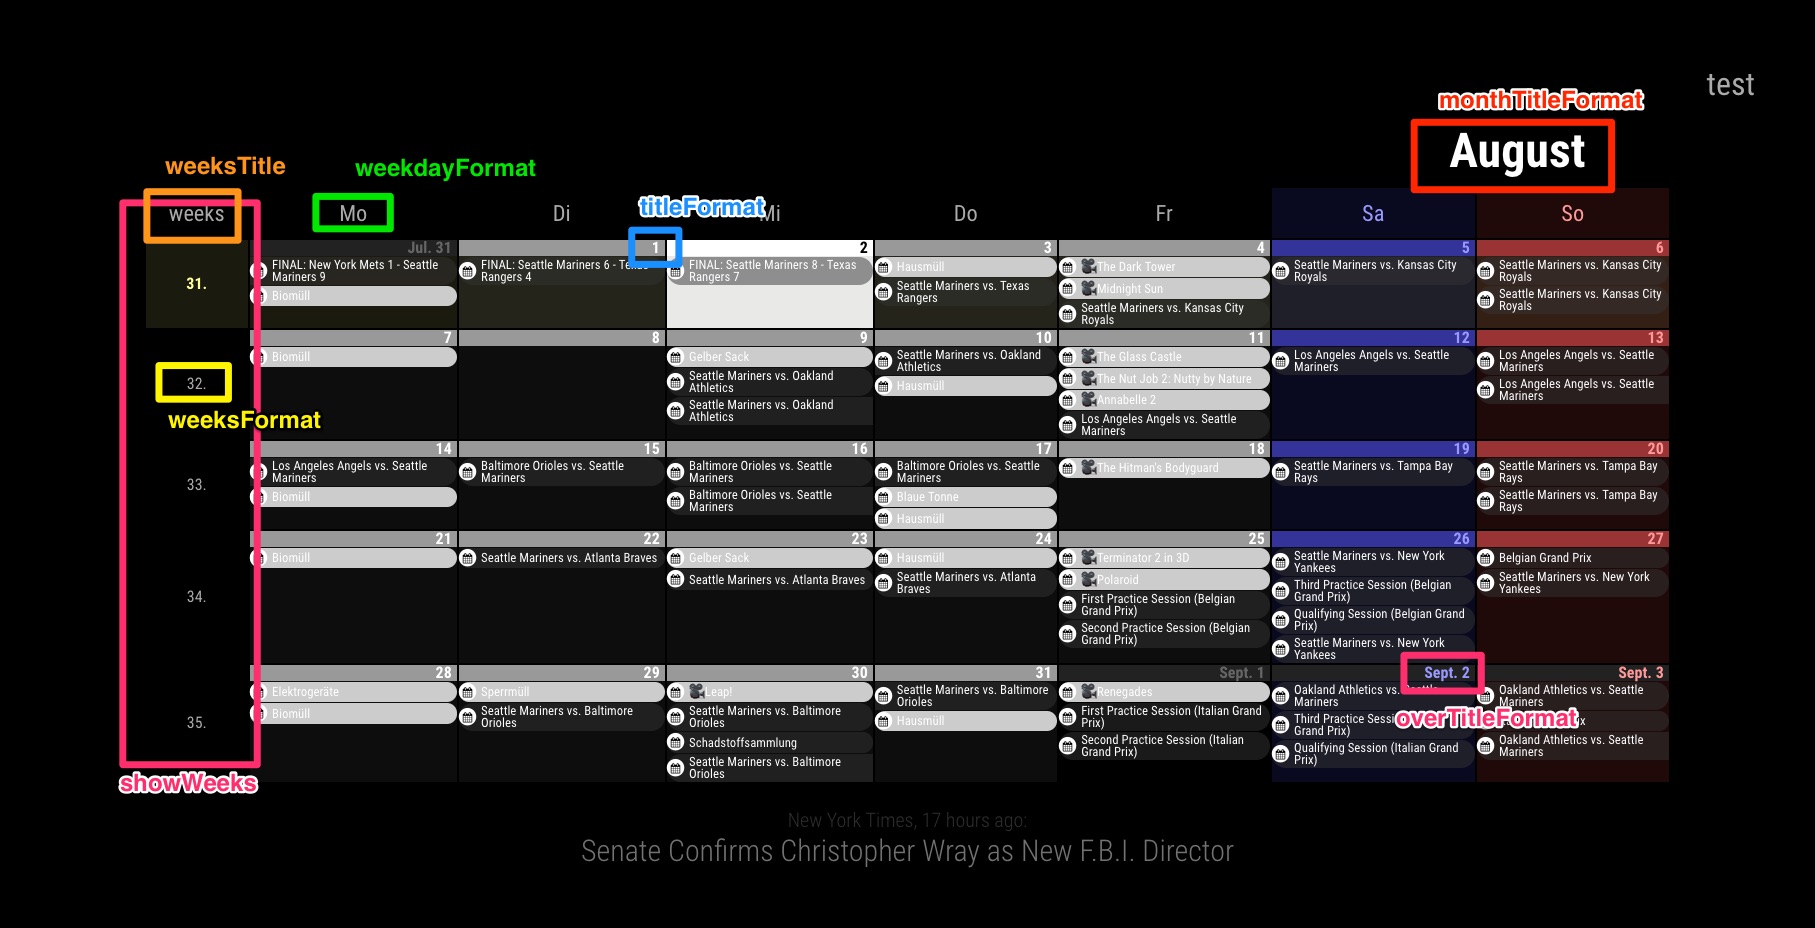 test
monthTitleFormat
August
weeksTitle
weekdayFormat
titleFormat
weeks Mo Di Mi Do Fr Sa So
Jul. 31 1 2 3 4 5 6
31.
FINAL: New York Mets 1 - Seattle
Mariners 9
Biomüll
FINAL: Seattle Mariners 6 - Texas
Rangers 4
FINAL: Seattle Mariners 8 - Texas
Rangers 7
Hausmüll
Seattle Mariners vs. Texas
Rangers
The Dark Tower
Midnight Sun
Seattle Mariners vs. Kansas City
Royals
Seattle Mariners vs. Kansas City
Royals
Seattle Mariners vs. Kansas City
Royals
Seattle Mariners vs. Kansas City
Royals
7 8 9 10 11 12 13
32.
weeksFormat
Biomüll
Gelber Sack
Seattle Mariners vs. Oakland
Athletics
Seattle Mariners vs. Oakland
Athletics
Seattle Mariners vs. Oakland
Athletics
Hausmüll
The Glass Castle
The Nut Job 2: Nutty by Nature
Annabelle 2
Los Angeles Angels vs. Seattle
Mariners
Los Angeles Angels vs. Seattle
Mariners
Los Angeles Angels vs. Seattle
Mariners
Los Angeles Angels vs. Seattle
Mariners
14 15 16 17 18 19 20
33.
Los Angeles Angels vs. Seattle
Mariners
Biomüll
Baltimore Orioles vs. Seattle
Mariners
Baltimore Orioles vs. Seattle
Mariners
Baltimore Orioles vs. Seattle
Mariners
Baltimore Orioles vs. Seattle
Mariners
Blaue Tonne
Hausmüll
The Hitman's Bodyguard
Seattle Mariners vs. Tampa Bay
Rays
Seattle Mariners vs. Tampa Bay
Rays
Seattle Mariners vs. Tampa Bay
Rays
21 22 23 24 25 26 27
34.
Biomüll
Seattle Mariners vs. Atlanta Braves
Gelber Sack
Seattle Mariners vs. Atlanta Braves
Hausmüll
Seattle Mariners vs. Atlanta
Braves
Terminator 2 in 3D
Polaroid
First Practice Session (Belgian
Grand Prix)
Second Practice Session (Belgian
Grand Prix)
Seattle Mariners vs. New York
Yankees
Third Practice Session (Belgian
Grand Prix)
Qualifying Session (Belgian Grand
Prix)
Seattle Mariners vs. New York
Yankees
Belgian Grand Prix
Seattle Mariners vs. New York
Yankees
28 29 30 31 Sept. 1 Sept. 2 Sept. 3
35.
Elektrogeräte
Biomüll
Sperrmüll
Seattle Mariners vs. Baltimore
Orioles
Leap!
Seattle Mariners vs. Baltimore
Orioles
Schadstoffsammlung
Seattle Mariners vs. Baltimore
Orioles
Seattle Mariners vs. Baltimore
Orioles
Hausmüll
Renegades
First Practice Session (Italian Grand
Prix)
Second Practice Session (Italian
Grand Prix)
Oakland Athletics vs. Seattle
Mariners
Third Practice
Grand Prix)
Qualifying Session (Italian Grand
Prix)
Oakland Athletics vs. Seattle
Mariners
overTitleFormat
Oakland Athletics vs. Seattle
Mariners
showWeeks
New York Times, 17 hours ago:
Senate Confirms Christopher Wray as New F.B.I. Director